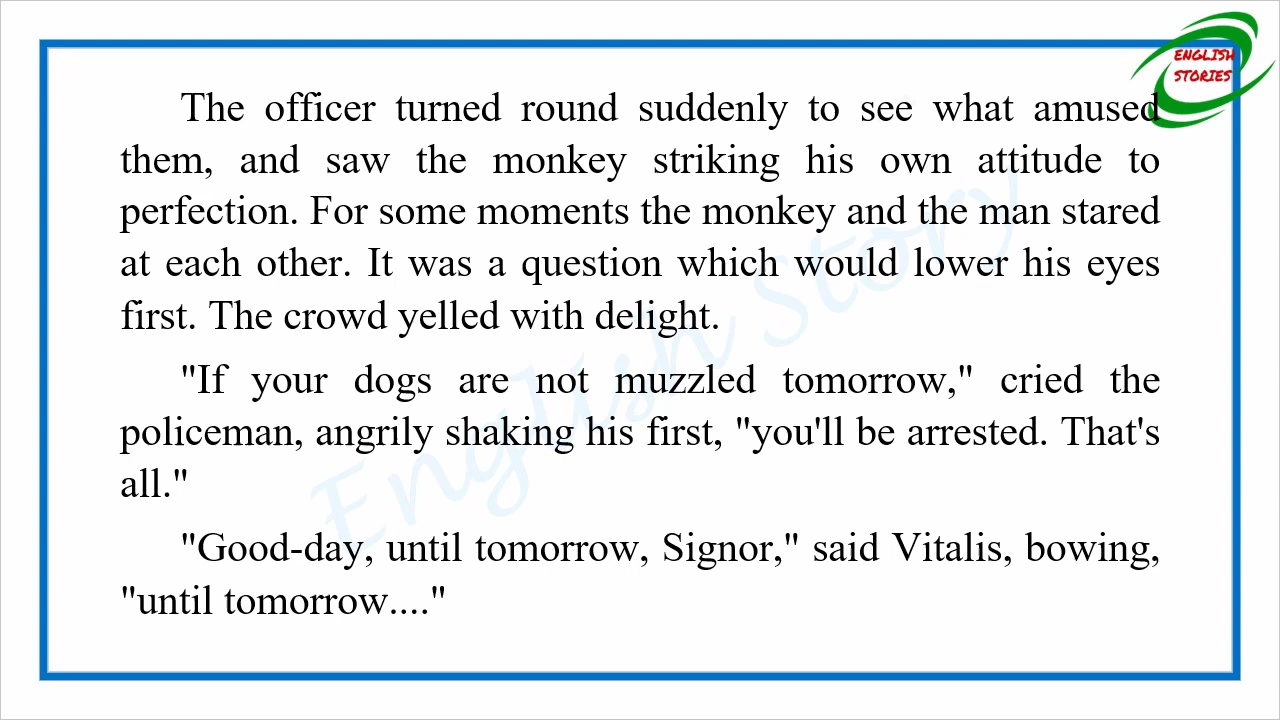 ENGLISH
STORIES
The officer turned round suddenly to see what amused
them, and saw the monkey striking his own attitude to
perfection. For some moments the monkey and the man stared
at each other. It was a question which would lower his eyes
first. The crowd yelled with delight.
"If your dogs are not muzzled tomorrow," cried the
policeman, angrily shaking his first, "you'll be arrested. That's
all."
"Good-day, until tomorrow, Signor," said Vitalis, bowing,
"until tomorrow...."
English Story